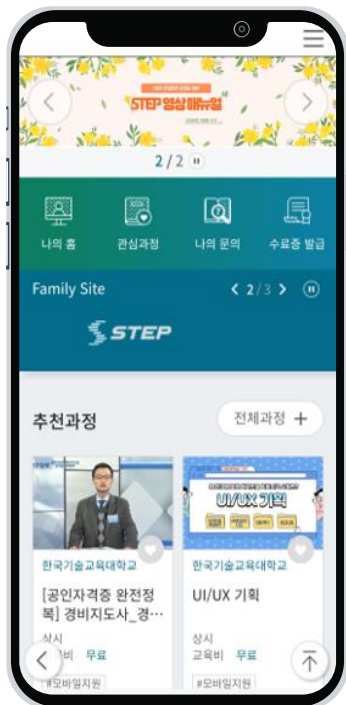 STEP 영상매뉴얼
2 / 2
나의 홈 관심과정 나의 문의 수료증 발급
Family Site 2/3
STEP
추천과정 전체과정 +
UI/UX 기획
한국기술교육대학교 한국기술교육대학교
[공인자격증 완전정 UI/UX 기획
복] 경비지도사_경…
상시 상시
무료 교육비 무료
#모바일지원 #모바일지원